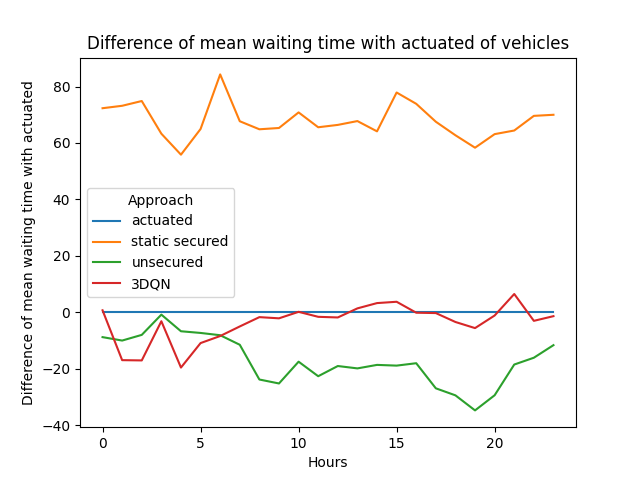 Difference of mean waiting time with actuated of vehicles
Difference of mean waiting time with actuated
80
60
40
20
0
−20
−40
Approach
actuated
static secured
unsecured
3DQN
0 5 10 15 20
Hours